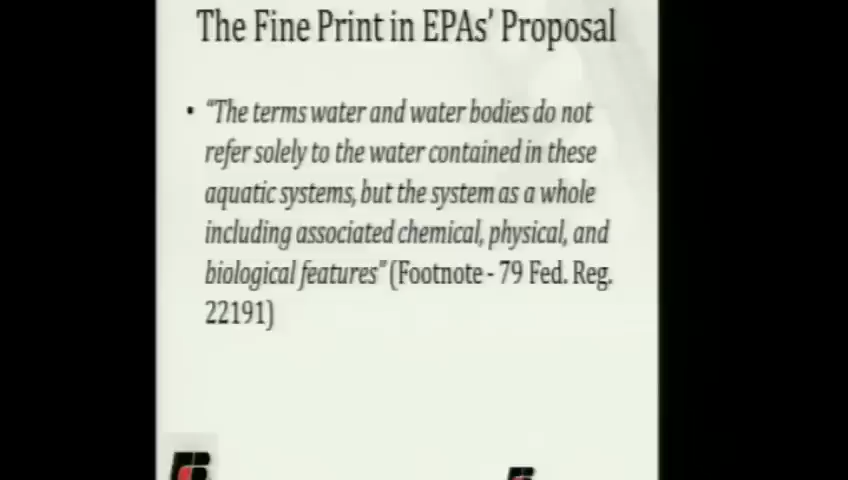 The Fine Print in EPAs' Proposal
• "The terms water and water bodies do not
refer solely to the water contained in these
aquatic systems, but the system as a whole
including associated chemical, physical, and
biological features" (Footnote - 79 Fed. Reg.
22191)